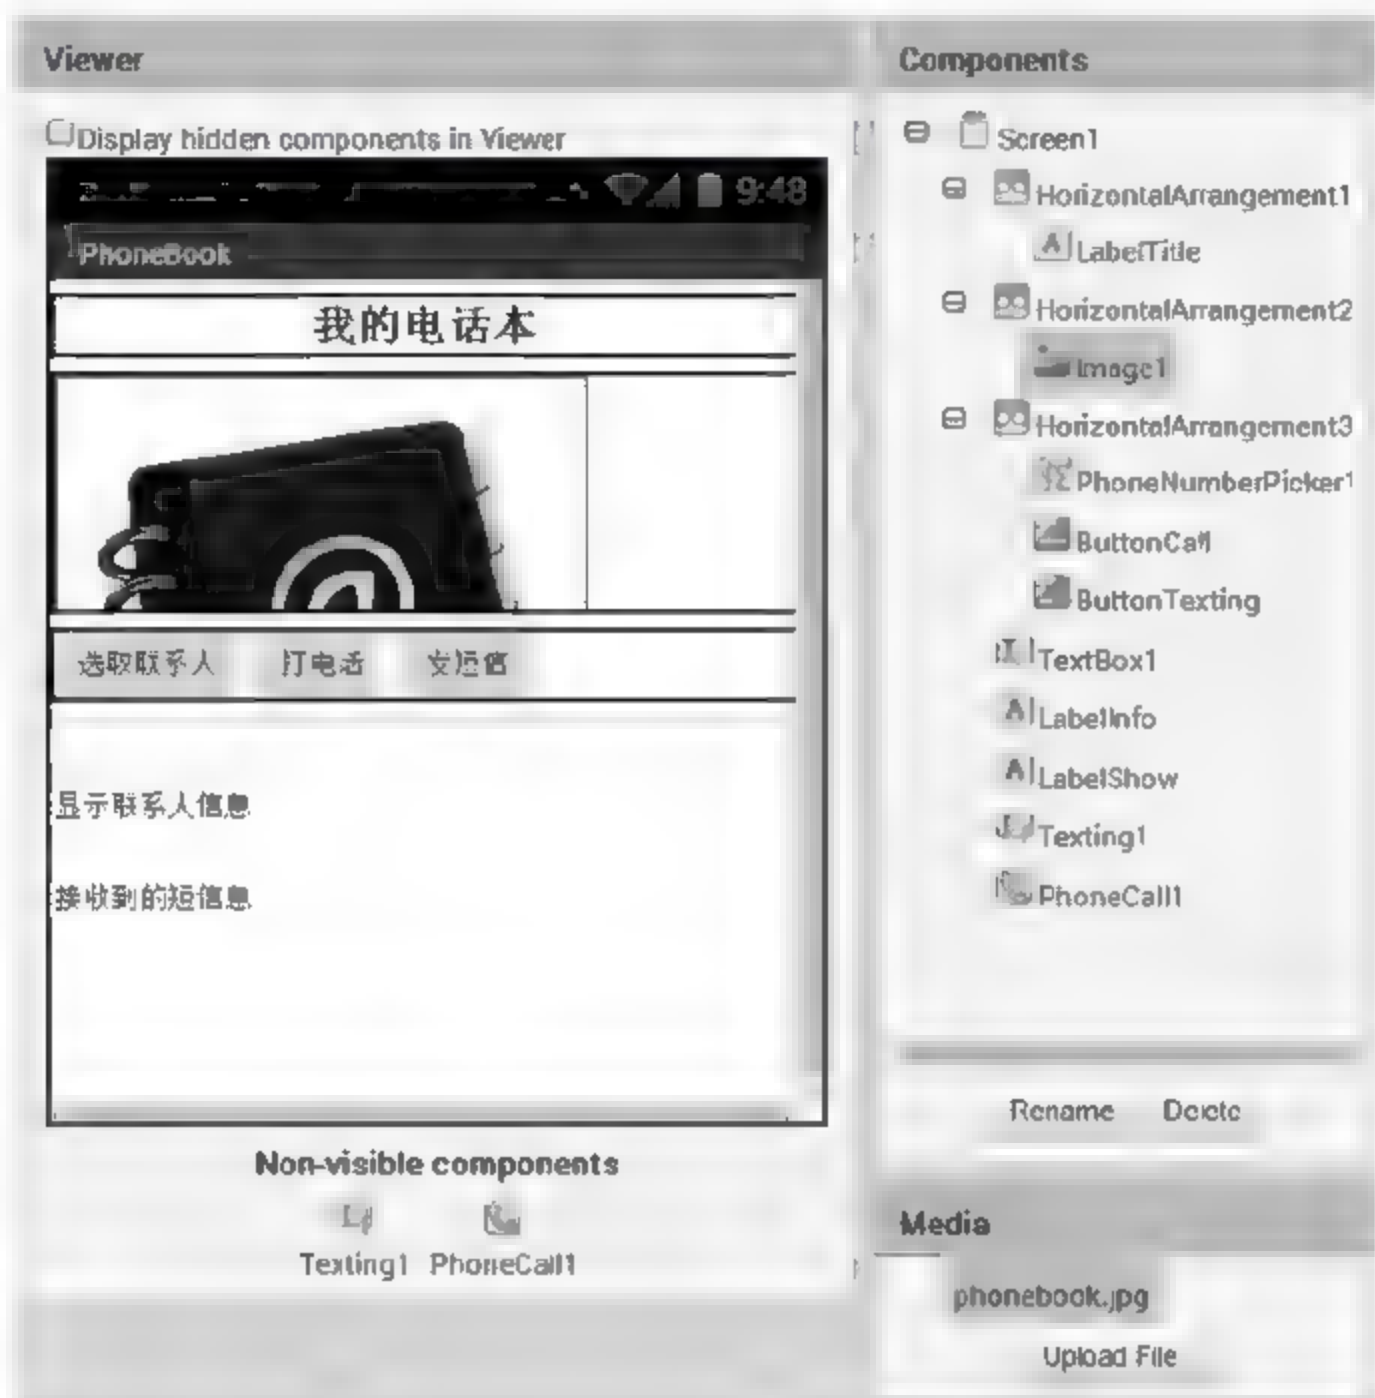 Viewer
Display hidden components in Viewer
9:48
PhoneBook
我的电话本
选取联系人 打电话 发短信
显示联系人信息
接收到的短信息
Non-visible components
Texting1 PhoneCall1
Components
Screen1
HorizontalArrangement1
LabelTitle
HorizontalArrangement2
Image1
HorizontalArrangement3
PhoneNumberPicker1
ButtonCall
ButtonTexting
TextBox1
LabelInfo
LabelShow
Texting1
PhoneCall1
Rename Delete
Media
phonebook.jpg
Upload File